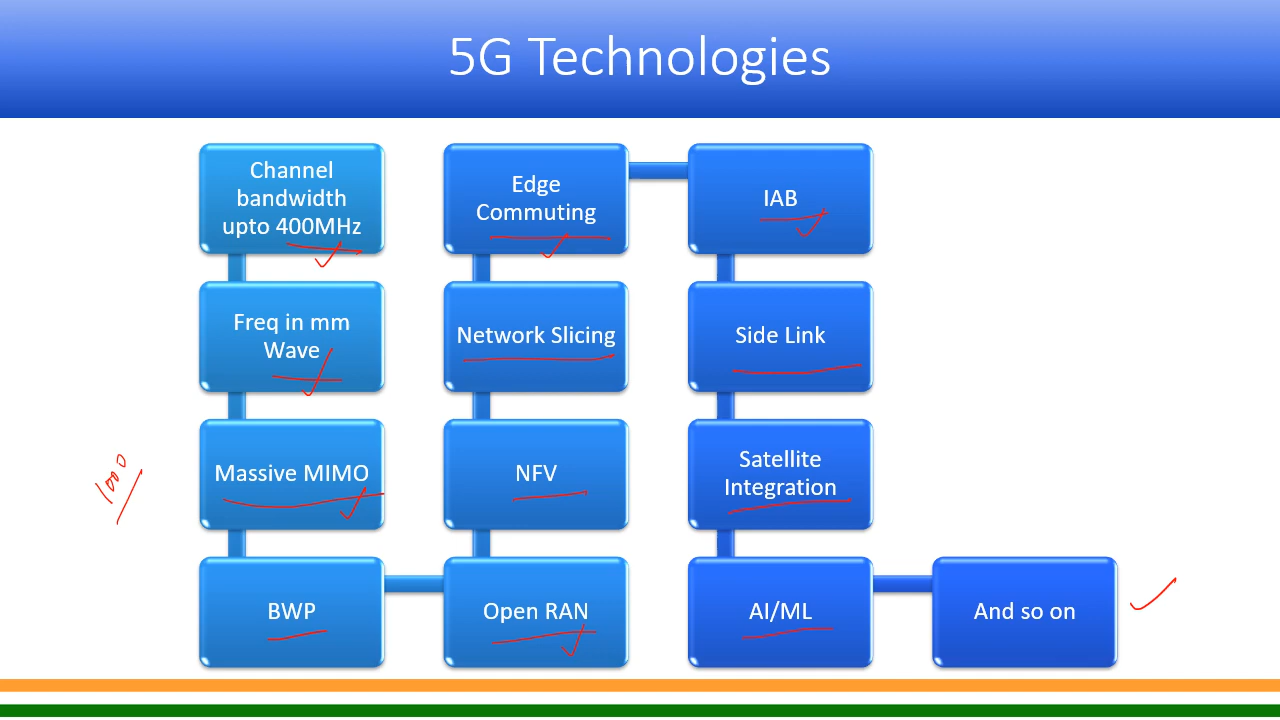 5G Technologies
Channel
bandwidth
upto 400MHz
Freq in mm
Wave
Massive MIMO
1000
BWP
Open RAN
NFV
Network Slicing
Edge
Commuting
IAB
Side Link
Satellite
Integration
AI/ML
And so on